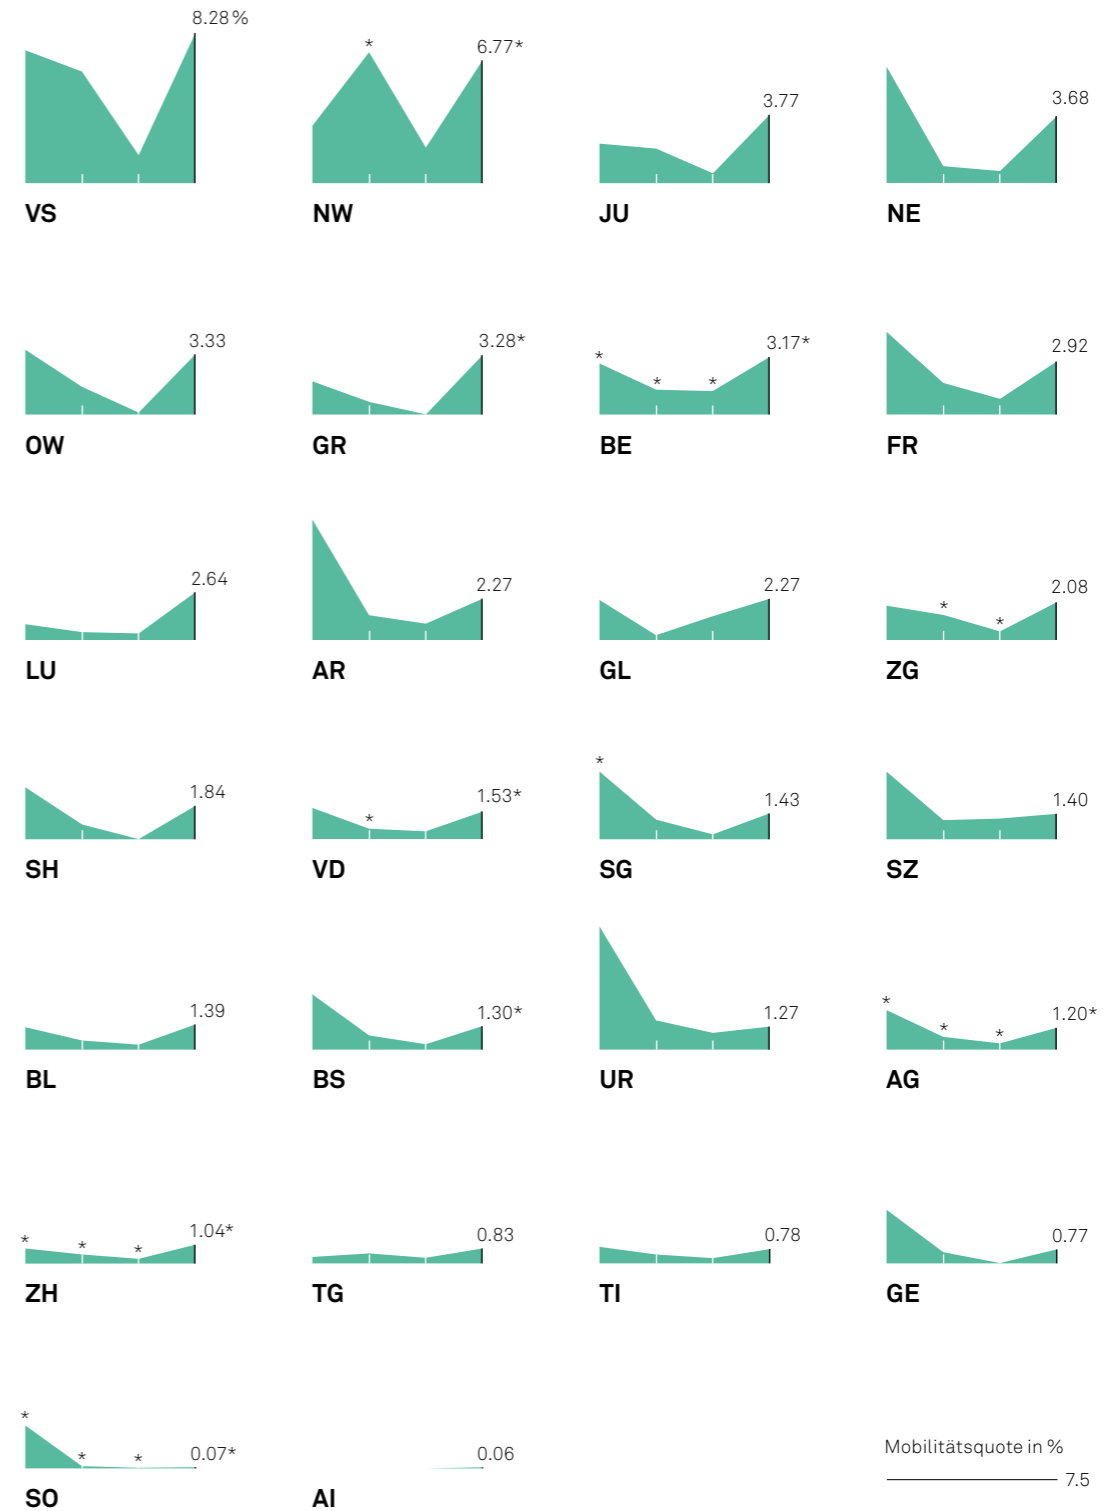 8.28 %
* 6.77*
3.77
3.68
VS NW JU NE
3.33
3.28*
* * * 3.17*
2.92
OW GR BE FR
2.64
2.27
2.27
* * 2.08
LU AR GL ZG
1.84
* 1.53*
* 1.43
1.40
SH VD SG SZ
1.39
1.30*
1.27
* * * 1.20*
BL BS UR AG
* * * 1.04*
0.83
0.78
0.77
ZH TG TI GE
* * * 0.07*
0.06
Mobilitätsquote in %
7.5
SO AI